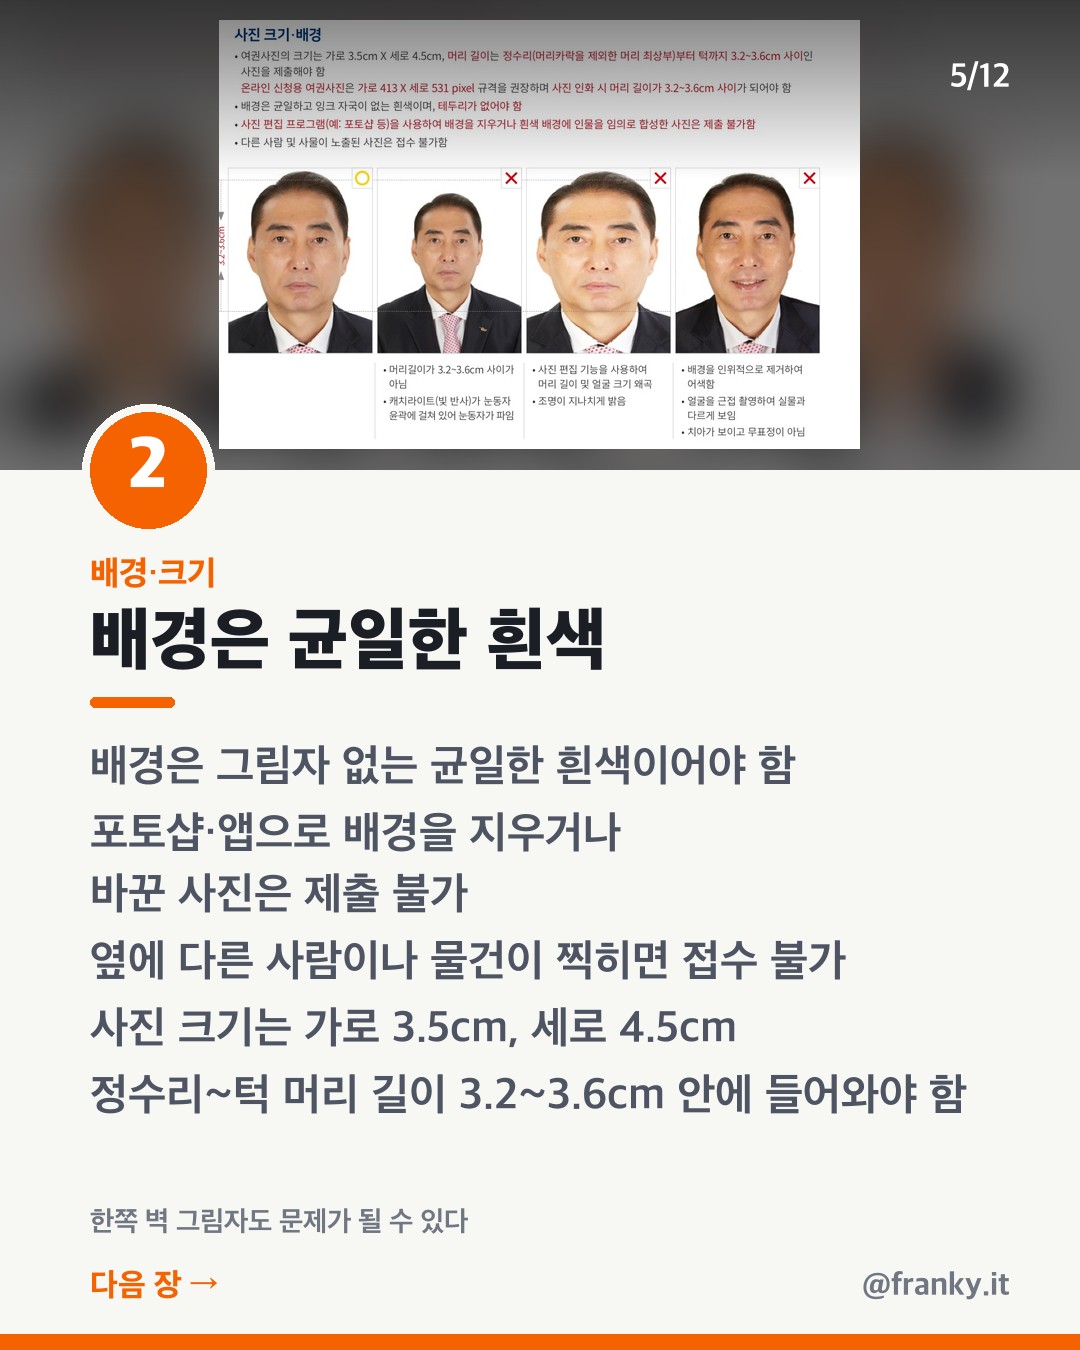 사진 크기·배경
• 여권사진의 크기는 가로 3.5cm X 세로 4.5cm, 머리 길이는 정수리(머리카락을 제외한 머리 최상부)부터 턱까지 3.2~3.6cm 사이인
사진을 제출해야 함
온라인 신청용 여권사진은 가로 413 X 세로 531 pixel 규격을 권장하며 사진 인화 시 머리 길이가 3.2~3.6cm 사이가 되어야 함
• 배경은 균일하고 잉크 자국이 없는 흰색이며, 테두리가 없어야 함
• 사진 편집 프로그램(예: 포토샵 등)을 사용하여 배경을 지우거나 흰색 배경에 인물을 임의로 합성한 사진은 제출 불가함
• 다른 사람 및 사물이 노출된 사진은 접수 불가함
5/12
3.2~3.6cm
• 머리길이가 3.2~3.6cm 사이가
아님
• 캐치라이트(빛 반사)가 눈동자
윤곽에 걸쳐 있어 눈동자가 파임
• 사진 편집 기능을 사용하여
머리 길이 및 얼굴 크기 왜곡
• 조명이 지나치게 밝음
• 배경을 인위적으로 제거하여
어색함
• 얼굴을 근접 촬영하여 실물과
다르게 보임
• 치아가 보이고 무표정이 아님
2
배경·크기
배경은 균일한 흰색
배경은 그림자 없는 균일한 흰색이어야 함
포토샵·앱으로 배경을 지우거나
바꾼 사진은 제출 불가
옆에 다른 사람이나 물건이 찍히면 접수 불가
사진 크기는 가로 3.5cm, 세로 4.5cm
정수리~턱 머리 길이 3.2~3.6cm 안에 들어와야 함
한쪽 벽 그림자도 문제가 될 수 있다
다음 장 →
@franky.it